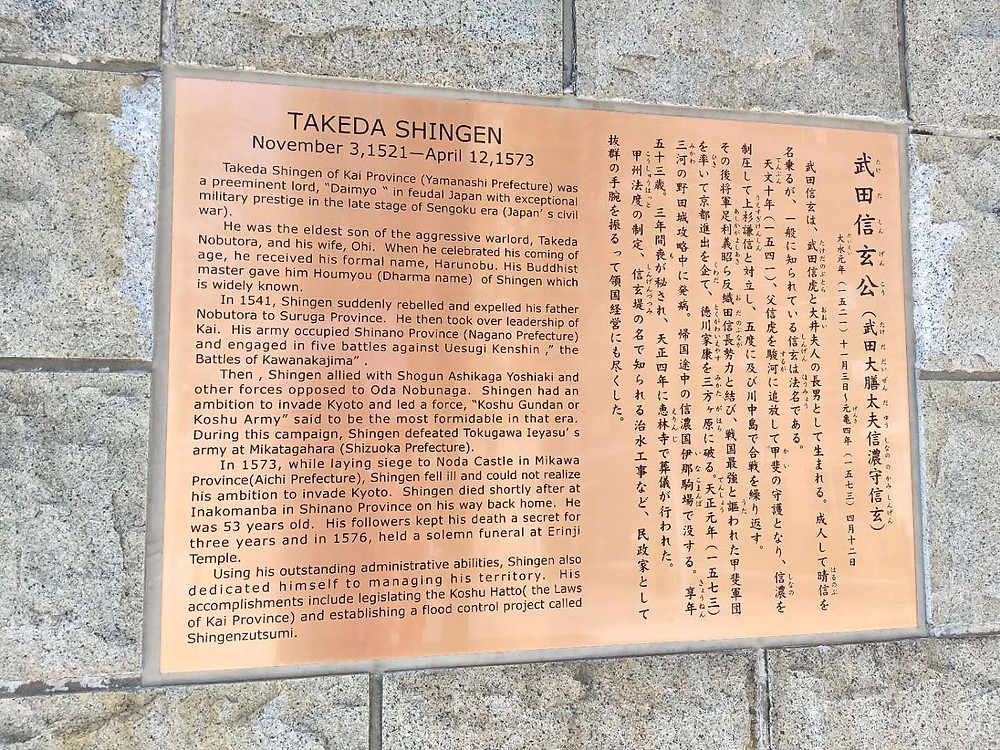 TAKEDA SHINGEN
November 3,1521—April 12,1573
Takeda Shingen of Kai Province (Yamanashi Prefecture) was
a preeminent lord, "Daimyo " in feudal Japan with exceptional
military prestige in the late stage of Sengoku era (Japan' s civil
war).
He was the eldest son of the aggressive warlord, Takeda
Nobutora, and his wife, Ohi. When he celebrated his coming of
age, he received his formal name, Harunobu. His Buddhist
master gave him Houmyou (Dharma name) of Shingen which
is widely known.
In 1541, Shingen suddenly rebelled and expelled his father
Nobutora to Suruga Province. He then took over leadership of
Kai. His army occupied Shinano Province (Nagano Prefecture)
and engaged in five battles against Uesugi Kenshin ," the
Battles of Kawanakajima" .
Then , Shingen allied with Shogun Ashikaga Yoshiaki and
other forces opposed to Oda Nobunaga. Shingen had an
ambition to invade Kyoto and led a force, "Koshu Gundan or
Koshu Army" said to be the most formidable in that era.
During this campaign, Shingen defeated Tokugawa Ieyasu' s
army at Mikatagahara (Shizuoka Prefecture).
In 1573, while laying siege to Noda Castle in Mikawa
Province(Aichi Prefecture), Shingen fell ill and could not realize
his ambition to invade Kyoto. Shingen died shortly after at
Inakomanba in Shinano Province on his way back home. He
was 53 years old. His followers kept his death a secret for
three years and in 1576, held a solemn funeral at Erinji
Temple.
Using his outstanding administrative abilities, Shingen also
dedicated himself to managing his territory. His
accomplishments include legislating the Koshu Hatto( the Laws
of Kai Province) and establishing a flood control project called
Shingenzutsumi.
武田信玄公（武田大膳太夫信濃守信玄）
大永元年（一五二一）十一月三日〜元亀四年（一五七三）四月十二日
武田信玄は、武田信虎と大井夫人の長男として生まれる。成人して晴信を
名乗るが、一般に知られている信玄は法名である。
天文十年（一五四一）、父信虎を駿河に追放して甲斐の守護となり、信濃を
制圧して上杉謙信と対立し、五度に及び川中島で合戦を繰り返す。
その後将軍足利義昭ら反織田信長勢力と結び、戦国最強と謳われた甲斐軍団
を率いて京都進出を企て、徳川家康を三方ヶ原に破る。天正元年（一五七三）
三河の野田城攻略中に発病。帰国途中の信濃国伊那駒場で没する。享年
五十三歳。三年間喪が秘され、天正四年に恵林寺で葬儀が行われた。
甲州法度の制定、信玄堤の名で知られる治水工事など、民政家として
抜群の手腕を振るって領国経営にも尽くした。